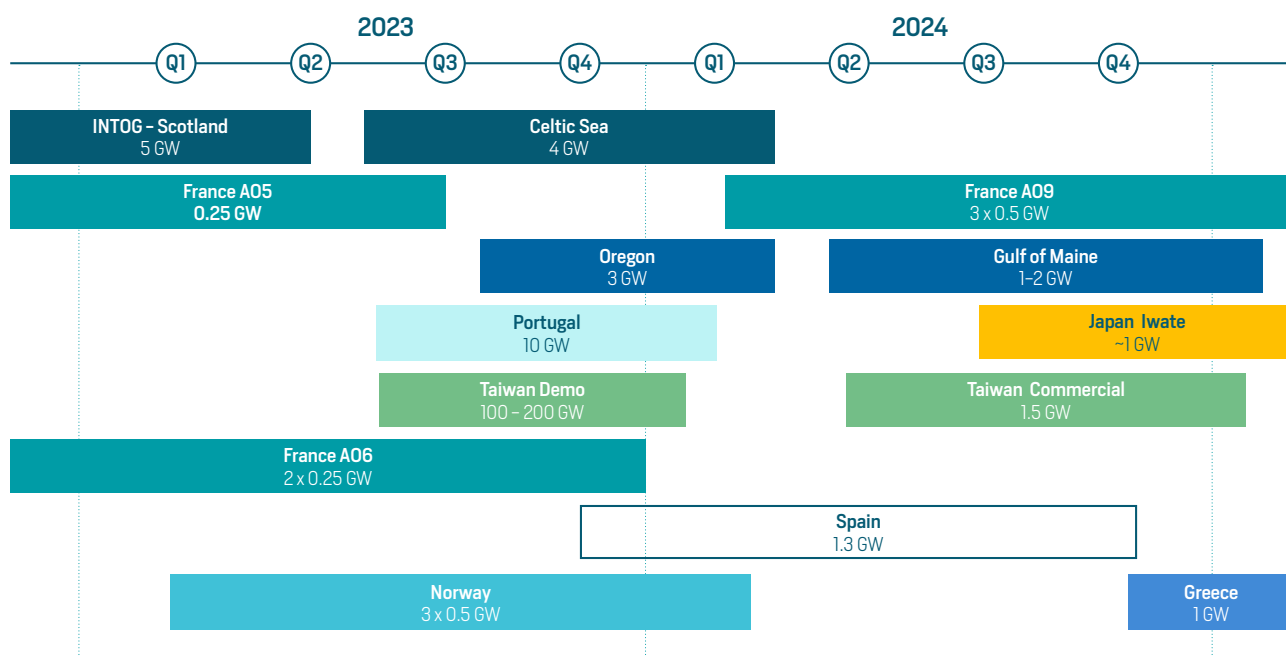 2023
2024
Q1
Q2
Q3
Q4
Q1
Q2
Q3
Q4
INTOG – Scotland
5 GW
Celtic Sea
4 GW
France AO5
0.25 GW
France AO9
3 x 0.5 GW
Oregon
3 GW
Gulf of Maine
1–2 GW
Portugal
10 GW
Japan Iwate
~1 GW
Taiwan Demo
100 – 200 GW
Taiwan Commercial
1.5 GW
France AO6
2 x 0.25 GW
Spain
1.3 GW
Norway
3 x 0.5 GW
Greece
1 GW